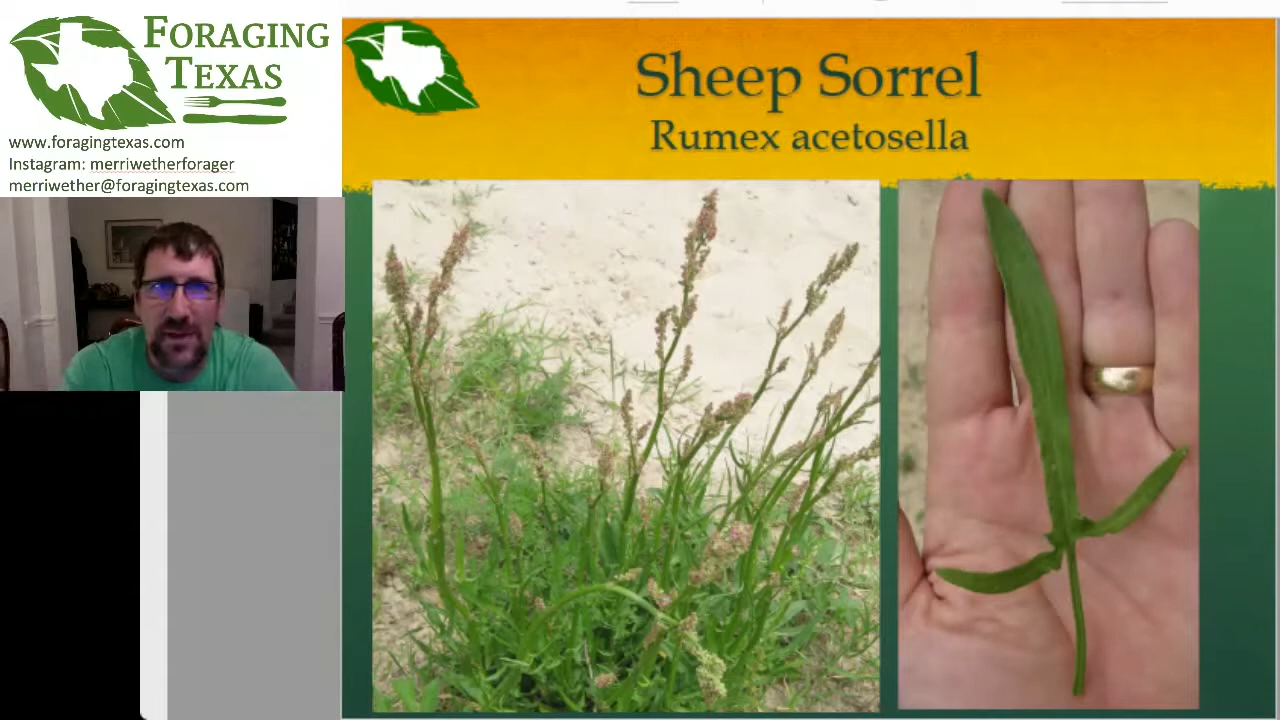 FORAGING
TEXAS
www.foragingtexas.com
Instagram: merriwetherforager
merriwether@foragingtexas.com
Sheep Sorrel
Rumex acetosella